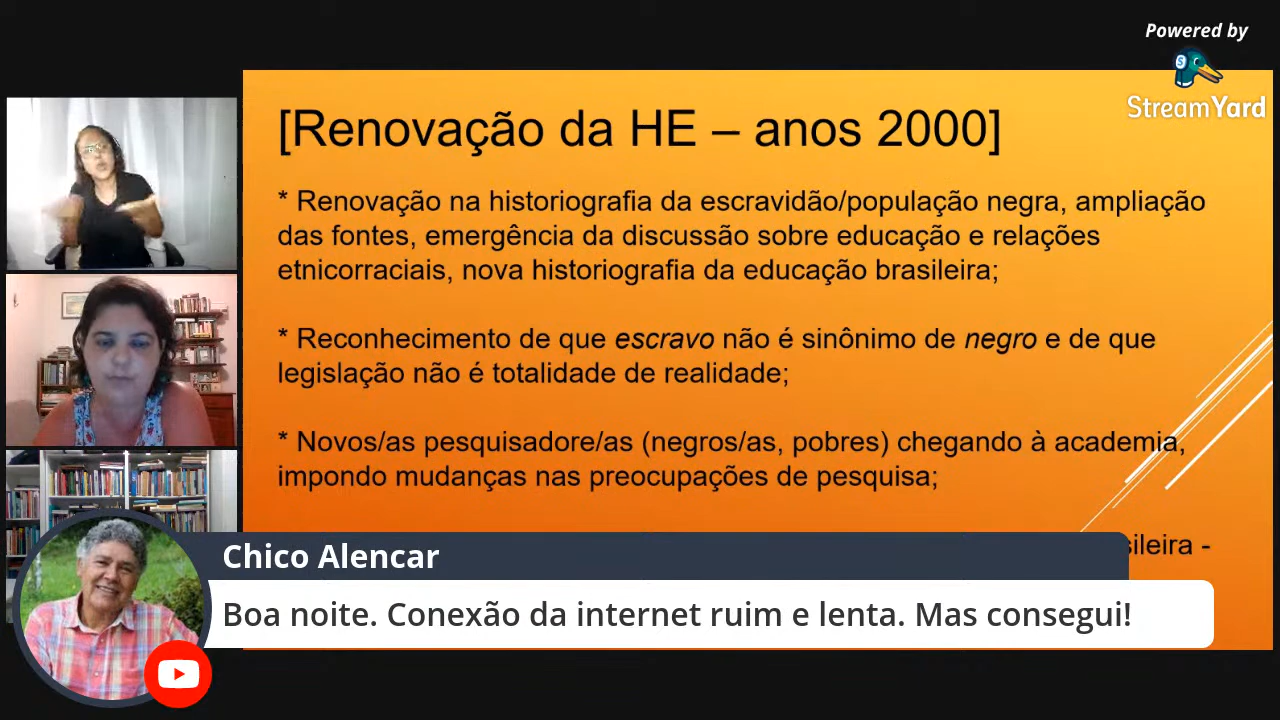 Powered by
StreamYard
[Renovação da HE – anos 2000]
* Renovação na historiografia da escravidão/população negra, ampliação
das fontes, emergência da discussão sobre educação e relações
etnicorraciais, nova historiografia da educação brasileira;
* Reconhecimento de que escravo não é sinônimo de negro e de que
legislação não é totalidade de realidade;
* Novos/as pesquisadore/as (negros/as, pobres) chegando à academia,
impondo mudanças nas preocupações de pesquisa;
sileira -
Chico Alencar
Boa noite. Conexão da internet ruim e lenta. Mas consegui!